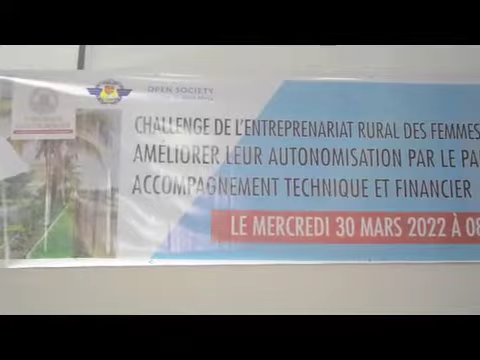 OPEN SOCIETY
CHALLENGE DE L'ENTREPRENARIAT RURAL DES FEMMES
AMÉLIORER LEUR AUTONOMISATION PAR LE PA
ACCOMPAGNEMENT TECHNIQUE ET FINANCIER
LE MERCREDI 30 MARS 2022 À 08